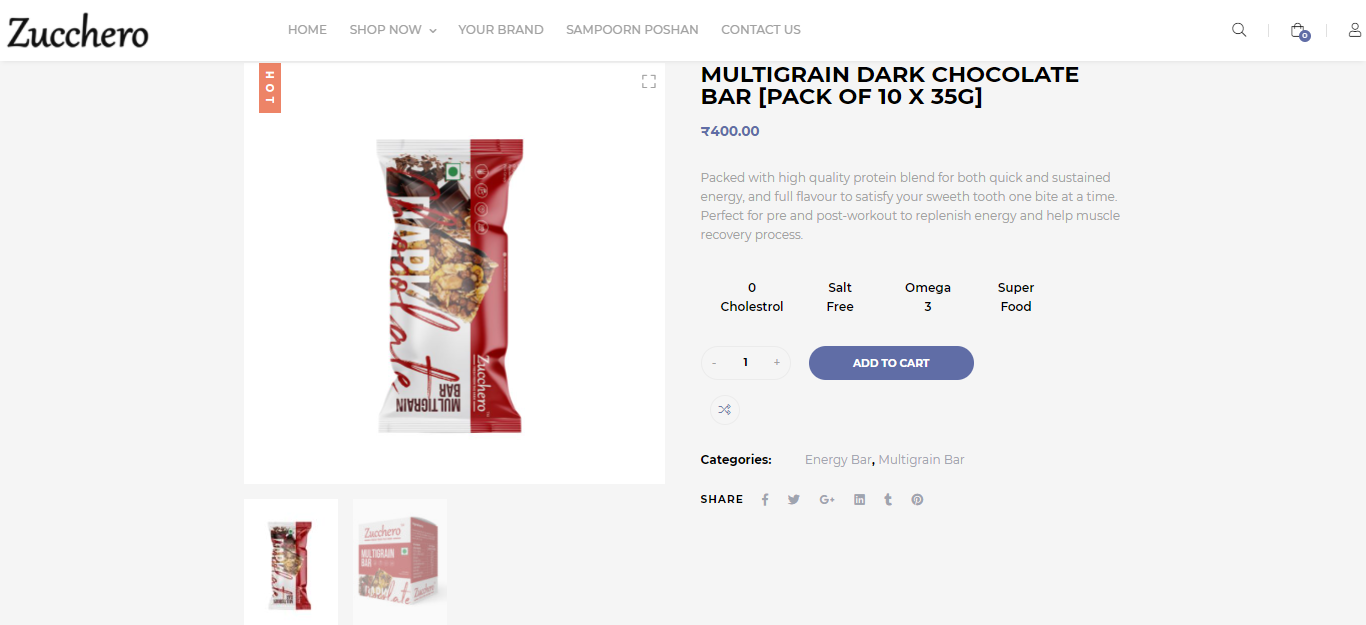 Zucchero
HOME SHOP NOW YOUR BRAND SAMPOORN POSHAN CONTACT US
0
HOT
MULTIGRAIN DARK CHOCOLATE
BAR [PACK OF 10 X 35G]
₹400.00
Packed with high quality protein blend for both quick and sustained
energy, and full flavour to satisfy your sweeth tooth one bite at a time.
Perfect for pre and post-workout to replenish energy and help muscle
recovery process.
0 Salt Omega Super
Cholestrol Free 3 Food
- 1 +
ADD TO CART
Categories: Energy Bar, Multigrain Bar
SHARE
DARK
MULTIGRAIN
BAR
Zucchero
Zucchero
MULTIGRAIN
BAR
Zucchero